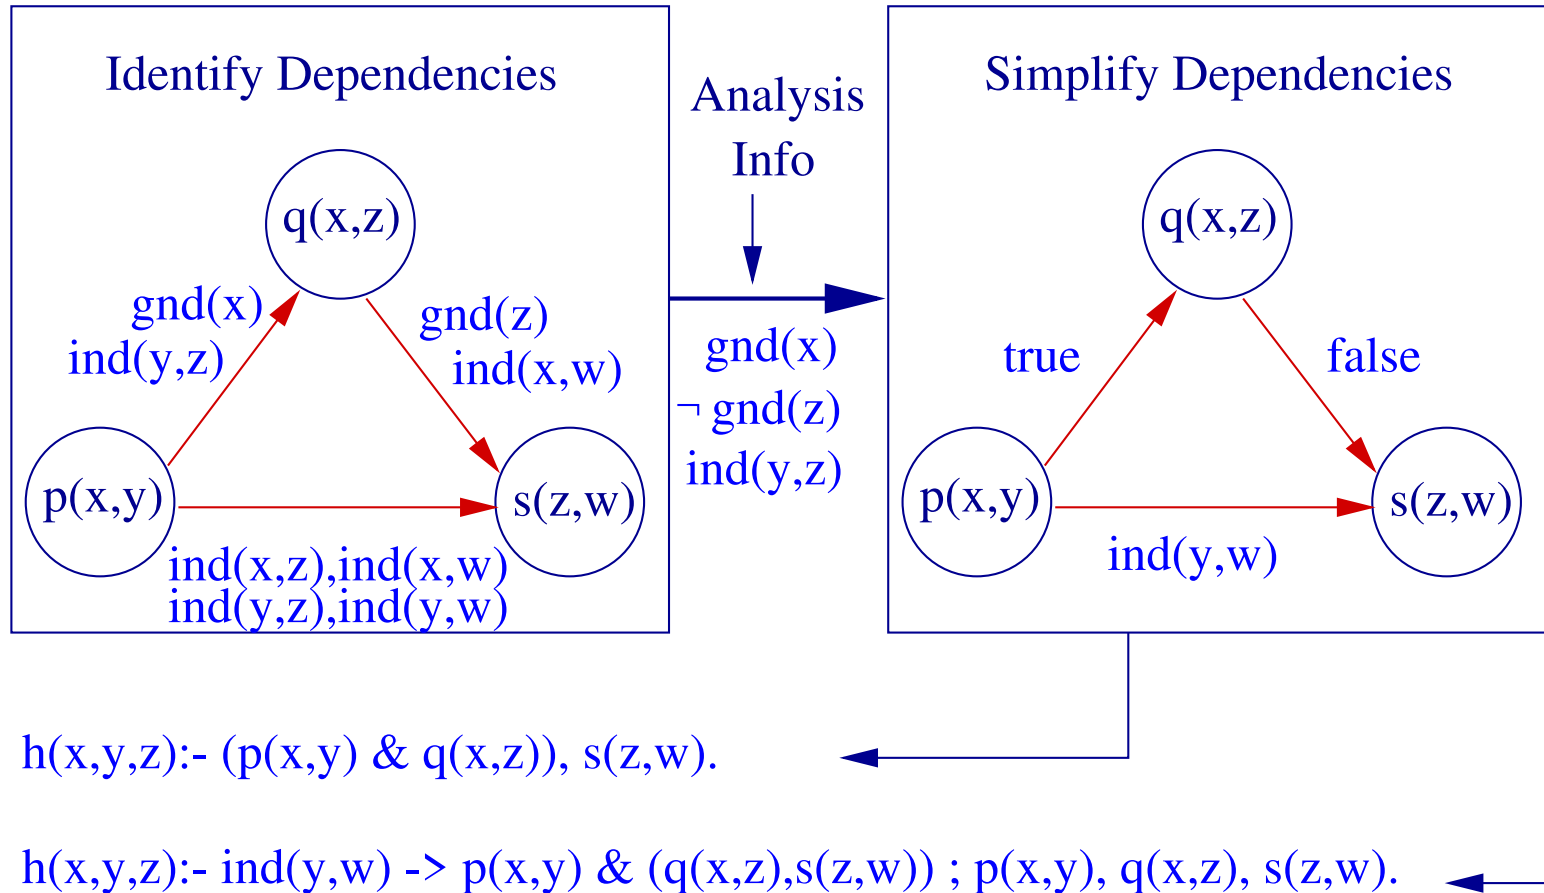 Identify Dependencies
q(x,z)
gnd(x)
ind(y,z)
gnd(z)
ind(x,w)
p(x,y)
s(z,w)
ind(x,z),ind(x,w)
ind(y,z),ind(y,w)
Analysis
Info
gnd(x)
¬ gnd(z)
ind(y,z)
Simplify Dependencies
q(x,z)
true
false
p(x,y)
s(z,w)
ind(y,w)
h(x,y,z):- (p(x,y) & q(x,z)), s(z,w).
h(x,y,z):- ind(y,w) -> p(x,y) & (q(x,z),s(z,w)) ; p(x,y), q(x,z), s(z,w).